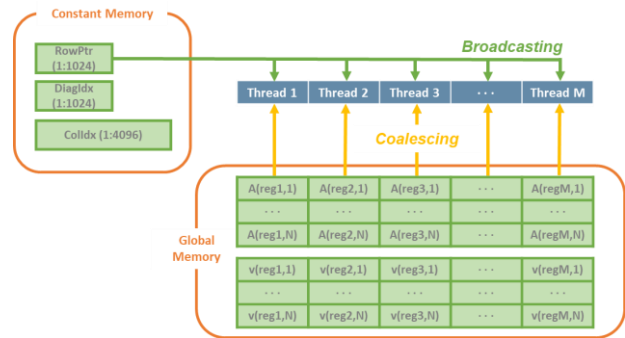 Constant Memory
RowPtr
(1:1024)
DiagIdx
(1:1024)
ColIdx (1:4096)
Broadcasting
Thread 1 Thread 2 Thread 3 · · · Thread M
Coalescing
Global
Memory
A(reg1,1) A(reg2,1) A(reg3,1) · · · A(regM,1)
· · · · · · · · · · · · · · ·
A(reg1,N) A(reg2,N) A(reg3,N) · · · A(regM,N)
v(reg1,1) v(reg2,1) v(reg3,1) · · · v(regM,1)
· · · · · · · · · · · · · · ·
v(reg1,N) v(reg2,N) v(reg3,N) · · · v(regM,N)